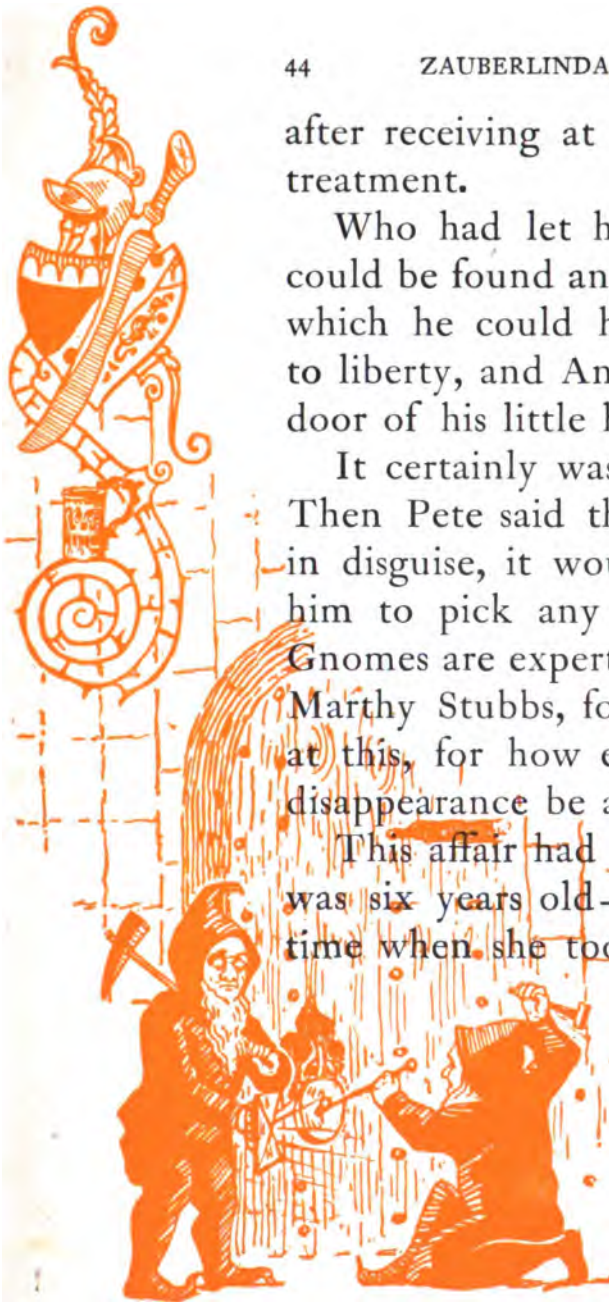 44 ZAUBERLINDA
after receiving at
treatment.
Who had let h
could be found an
which he could h
to liberty, and An
door of his little h
It certainly was
Then Pete said th
in disguise, it wou
him to pick any
Gnomes are expert
Marthy Stubbs, fo
at this, for how e
disappearance be a
This affair had
was six years old-
time when she too